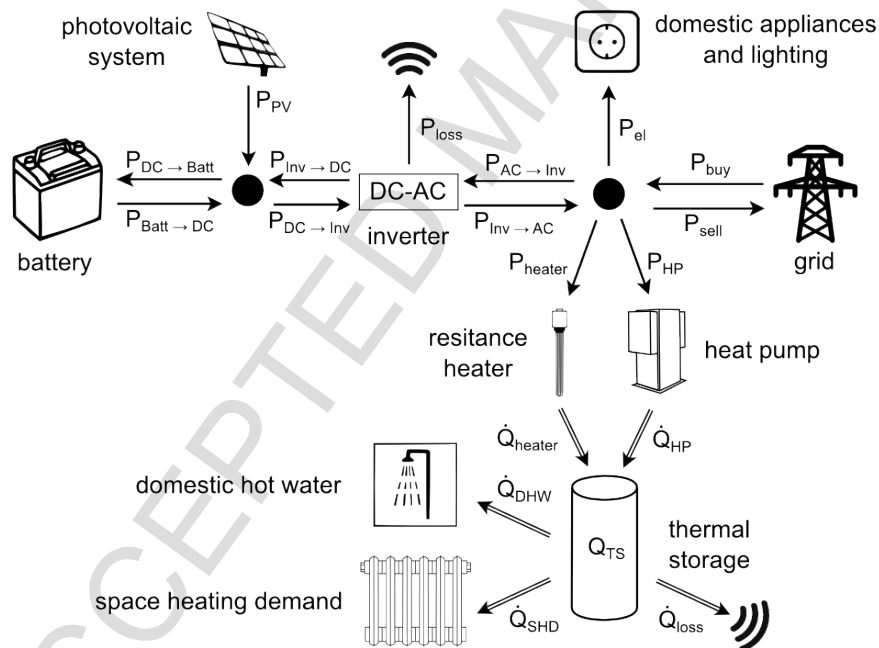 photovoltaic
system
domestic appliances
and lighting
P_PV
P_loss
P_el
P_DC → Batt
P_Inv → DC
P_AC → Inv
P_buy
DC-AC
P_Batt → DC
P_DC → Inv
P_Inv → AC
P_sell
inverter
battery
grid
P_heater
P_HP
resitance
heater
heat pump
Q̇_heater
Q̇_HP
domestic hot water
Q̇_DHW
thermal
storage
Q_TS
space heating demand
Q̇_SHD
Q̇_loss